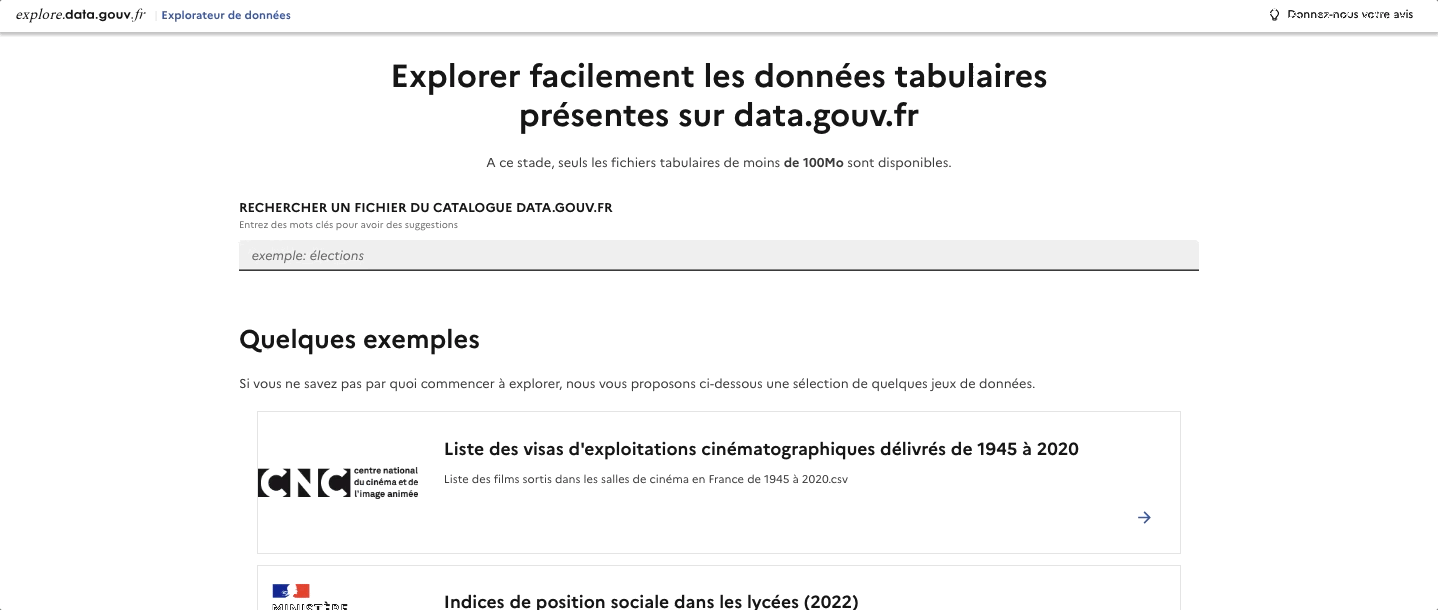 explore.data.gouv.fr Explorateur de données Donnez-nous votre avis
Explorer facilement les données tabulaires
présentes sur data.gouv.fr
A ce stade, seuls les fichiers tabulaires de moins de 100Mo sont disponibles.
RECHERCHER UN FICHIER DU CATALOGUE DATA.GOUV.FR
Entrez des mots clés pour avoir des suggestions
exemple: élections
Quelques exemples
Si vous ne savez pas par quoi commencer à explorer, nous vous proposons ci-dessous une sélection de quelques jeux de données.
CNC centre national
du cinéma et de
l'image animée
Liste des visas d'exploitations cinématographiques délivrés de 1945 à 2020
Liste des films sortis dans les salles de cinéma en France de 1945 à 2020.csv
MINISTÈRE
Indices de position sociale dans les lycées (2022)